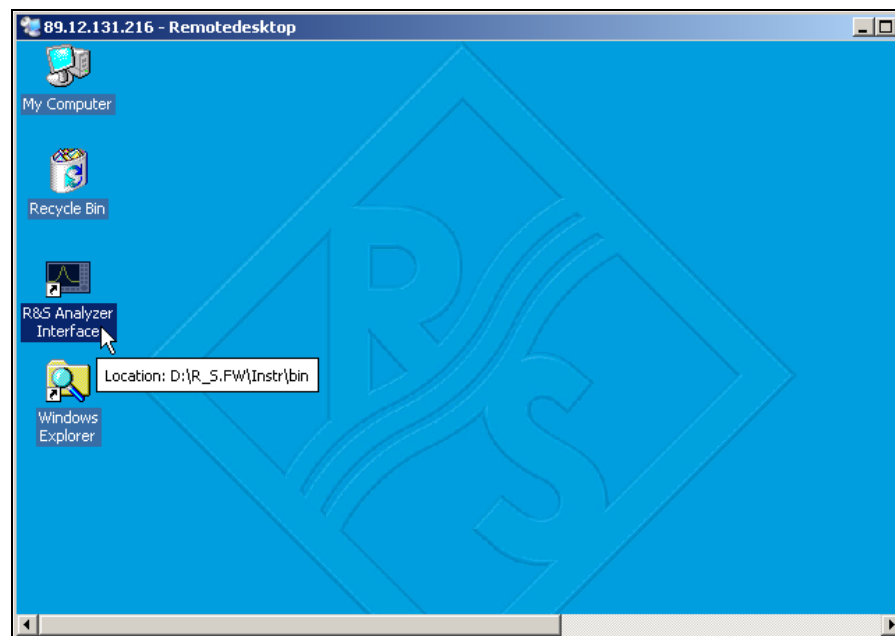 89.12.131.216 - Remotedesktop
My Computer
Recycle Bin
R&S Analyzer
Interface
Location: D:\R_S.FW\Instr\bin
Windows
Explorer
R
S